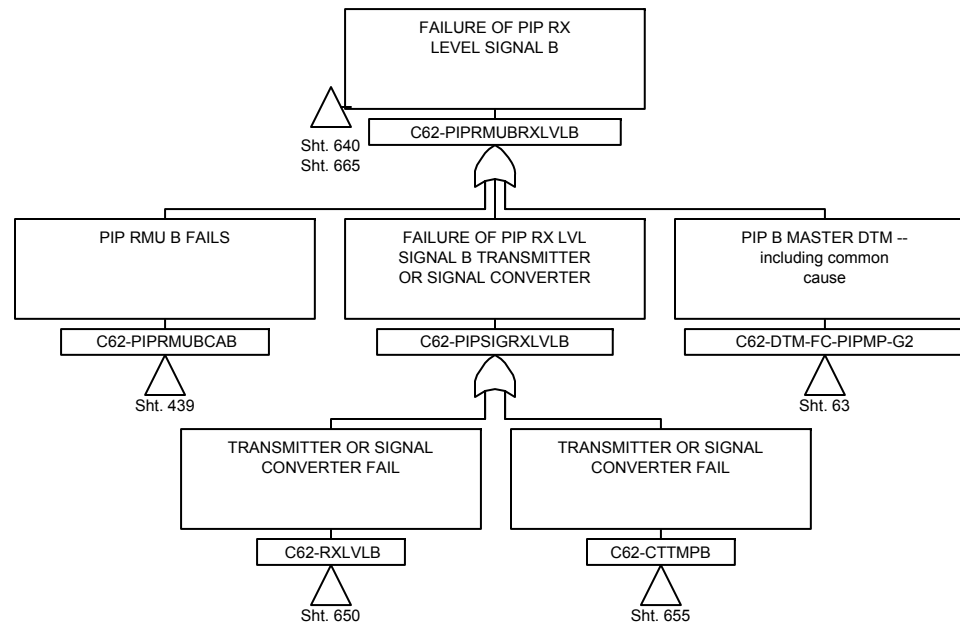 FAILURE OF PIP RX
LEVEL SIGNAL B
Sht. 640
Sht. 665
C62-PIPRMUBRXLVLB
PIP RMU B FAILS
C62-PIPRMUBCAB
Sht. 439
FAILURE OF PIP RX LVL
SIGNAL B TRANSMITTER
OR SIGNAL CONVERTER
C62-PIPSIGRXLVLB
PIP B MASTER DTM --
including common
cause
C62-DTM-FC-PIPMP-G2
Sht. 63
TRANSMITTER OR SIGNAL
CONVERTER FAIL
C62-RXLVLB
Sht. 650
TRANSMITTER OR SIGNAL
CONVERTER FAIL
C62-CTTMPB
Sht. 655